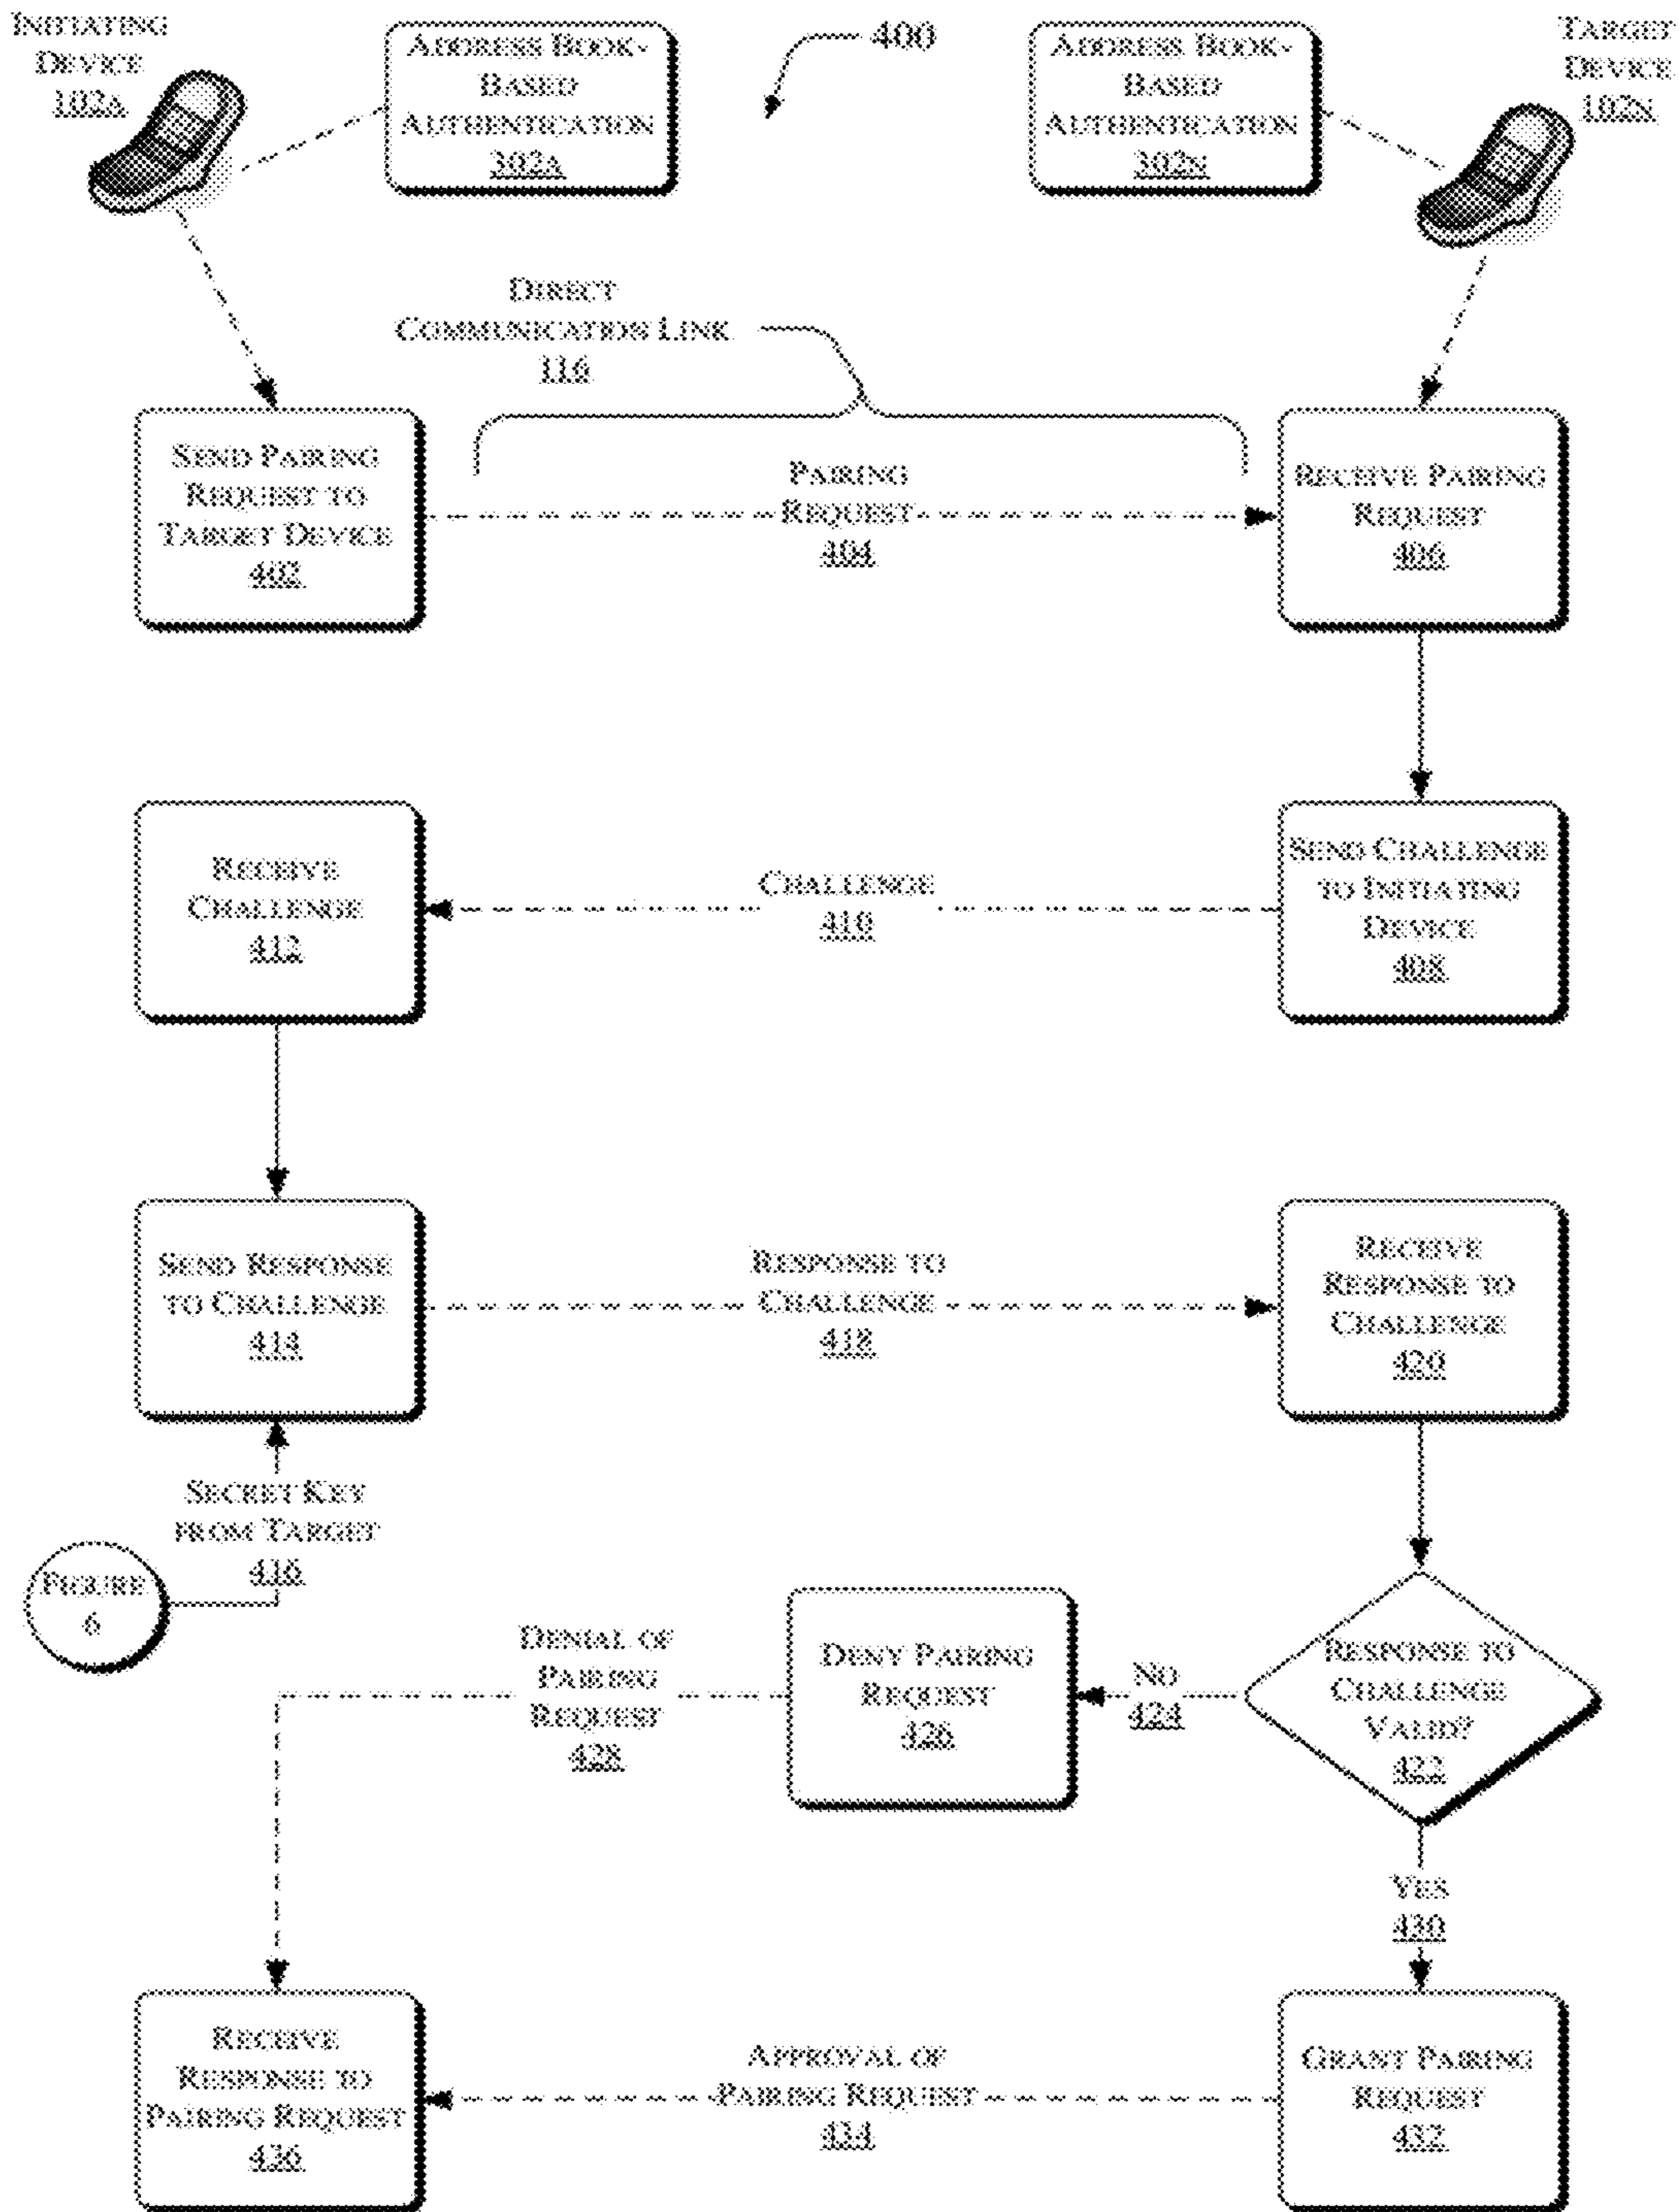 INITIATING
DEVICE
102A
ADDRESS BOOK-
BASED
AUTHENTICATION
302A
400
ADDRESS BOOK-
BASED
AUTHENTICATION
302N
TARGET
DEVICE
102N
DIRECT
COMMUNICATION LINK
116
SEND PAIRING
REQUEST TO
TARGET DEVICE
402
PAIRING
REQUEST
404
RECEIVE PAIRING
REQUEST
406
RECEIVE
CHALLENGE
412
CHALLENGE
410
SEND CHALLENGE
TO INITIATING
DEVICE
408
SEND RESPONSE
TO CHALLENGE
414
RESPONSE TO
CHALLENGE
418
RECEIVE
RESPONSE TO
CHALLENGE
420
SECRET KEY
FROM TARGET
416
FIGURE
6
DENIAL OF
PAIRING
REQUEST
428
DENY PAIRING
REQUEST
426
NO
424
RESPONSE TO
CHALLENGE
VALID?
422
YES
430
RECEIVE
RESPONSE TO
PAIRING REQUEST
436
APPROVAL OF
PAIRING REQUEST
434
GRANT PAIRING
REQUEST
432